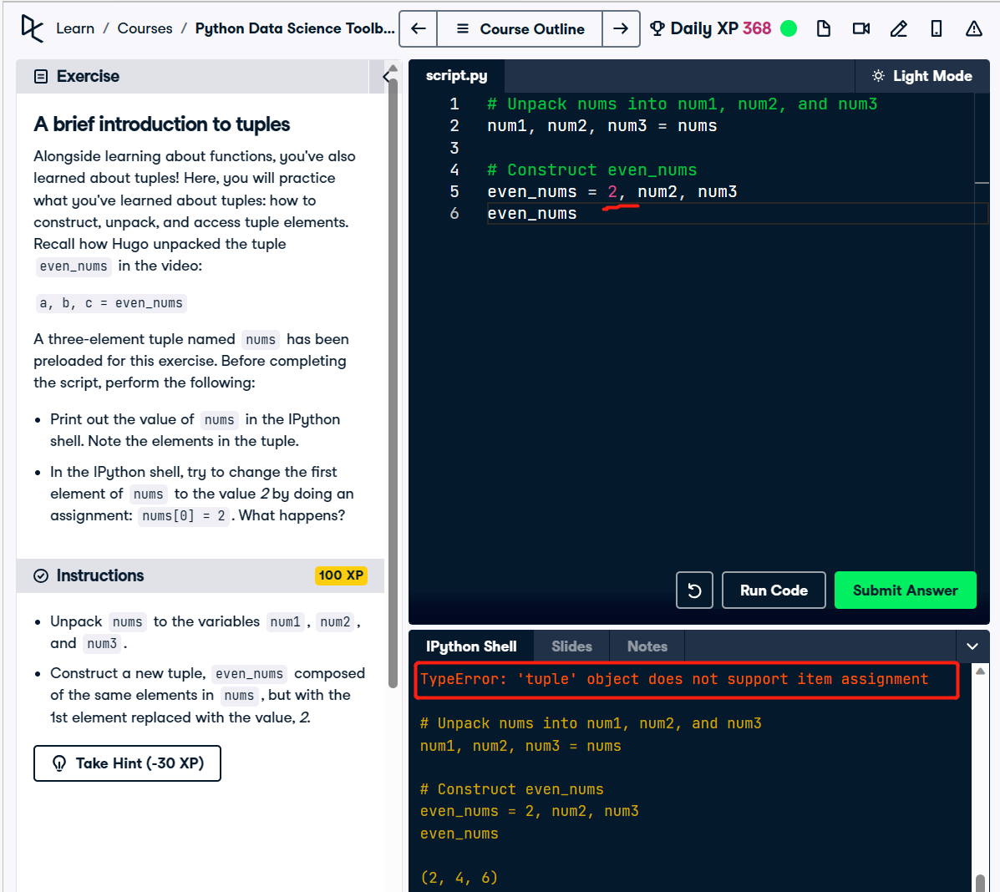 Learn / Courses / Python Data Science Toolb...
Course Outline
Daily XP 368
Exercise
A brief introduction to tuples
Alongside learning about functions, you've also
learned about tuples! Here, you will practice
what you've learned about tuples: how to
construct, unpack, and access tuple elements.
Recall how Hugo unpacked the tuple
even_nums in the video:
a, b, c = even_nums
A three-element tuple named nums has been
preloaded for this exercise. Before completing
the script, perform the following:
• Print out the value of nums in the IPython
shell. Note the elements in the tuple.
• In the IPython shell, try to change the first
element of nums to the value 2 by doing an
assignment: nums[0] = 2 . What happens?
Instructions
100 XP
• Unpack nums to the variables num1 , num2 ,
and num3 .
• Construct a new tuple, even_nums composed
of the same elements in nums , but with the
1st element replaced with the value, 2.
Take Hint (-30 XP)
script.py
Light Mode
1 # Unpack nums into num1, num2, and num3
2 num1, num2, num3 = nums
3
4 # Construct even_nums
5 even_nums = 2, num2, num3
6 even_nums
Run Code
Submit Answer
IPython Shell
Slides
Notes
TypeError: 'tuple' object does not support item assignment
# Unpack nums into num1, num2, and num3
num1, num2, num3 = nums
# Construct even_nums
even_nums = 2, num2, num3
even_nums
(2, 4, 6)